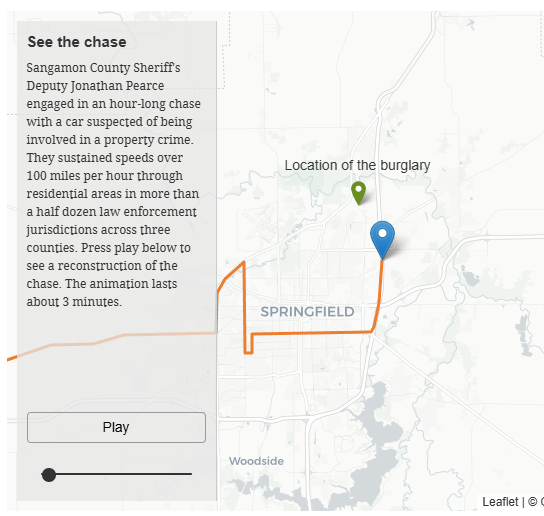 See the chase
Sangamon County Sheriff's
Deputy Jonathan Pearce
engaged in an hour-long chase
with a car suspected of being
involved in a property crime.
They sustained speeds over
100 miles per hour through
residential areas in more than
a half dozen law enforcement
jurisdictions across three
counties. Press play below to
see a reconstruction of the
chase. The animation lasts
about 3 minutes.
Location of the burglary
SPRINGFIELD
Play
Woodside
Leaflet | ©